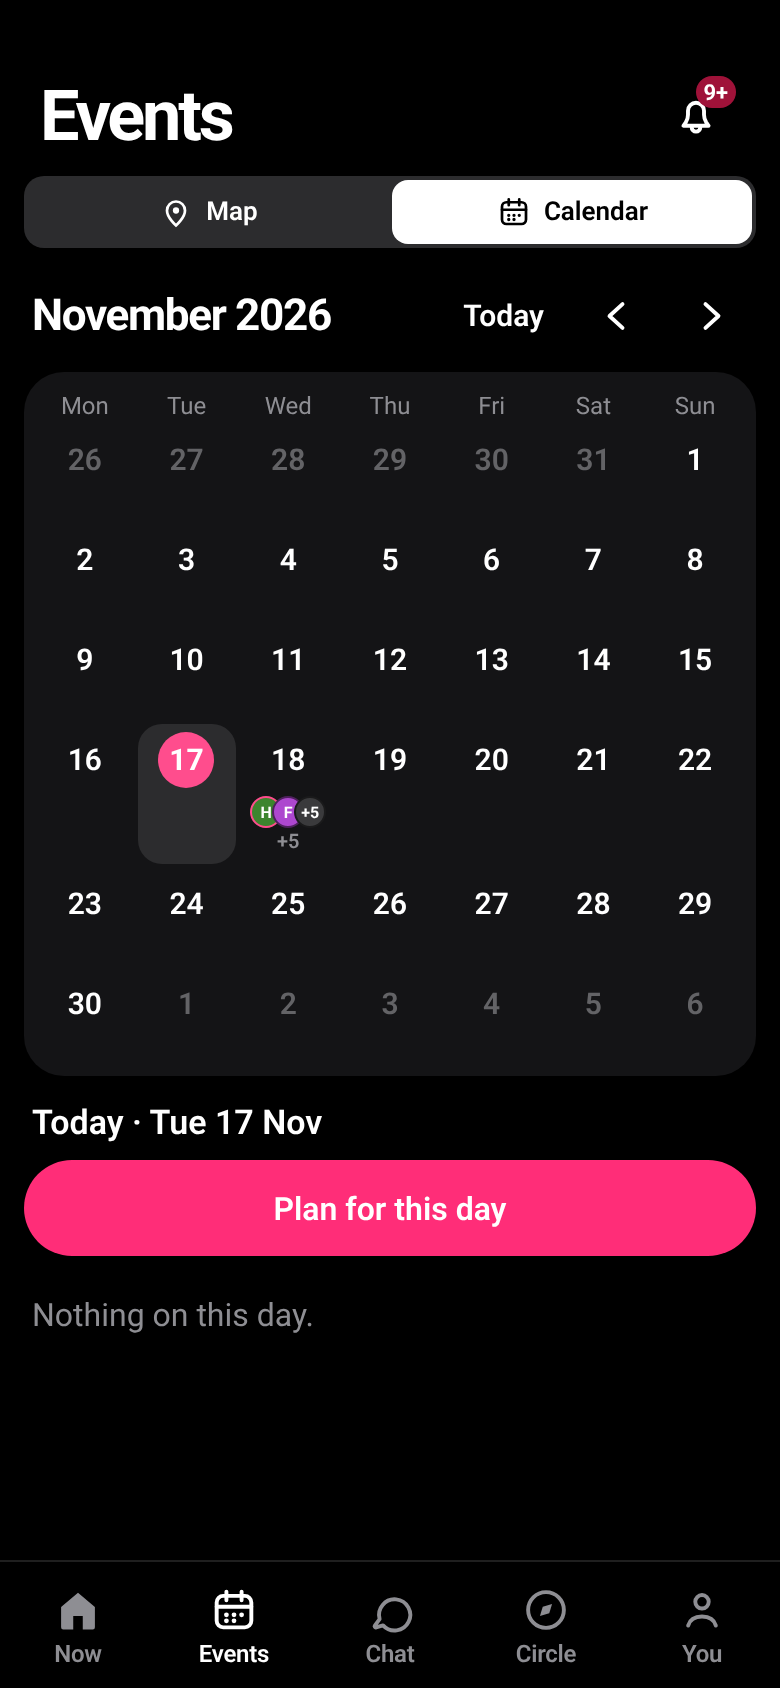 Events
9+
Map
Calendar
November 2026
Today
Mon Tue Wed Thu Fri Sat Sun
26 27 28 29 30 31 1
2 3 4 5 6 7 8
9 10 11 12 13 14 15
16 17 18 19 20 21 22
H F +5
+5
23 24 25 26 27 28 29
30 1 2 3 4 5 6
Today · Tue 17 Nov
Plan for this day
Nothing on this day.
Now Events Chat Circle You